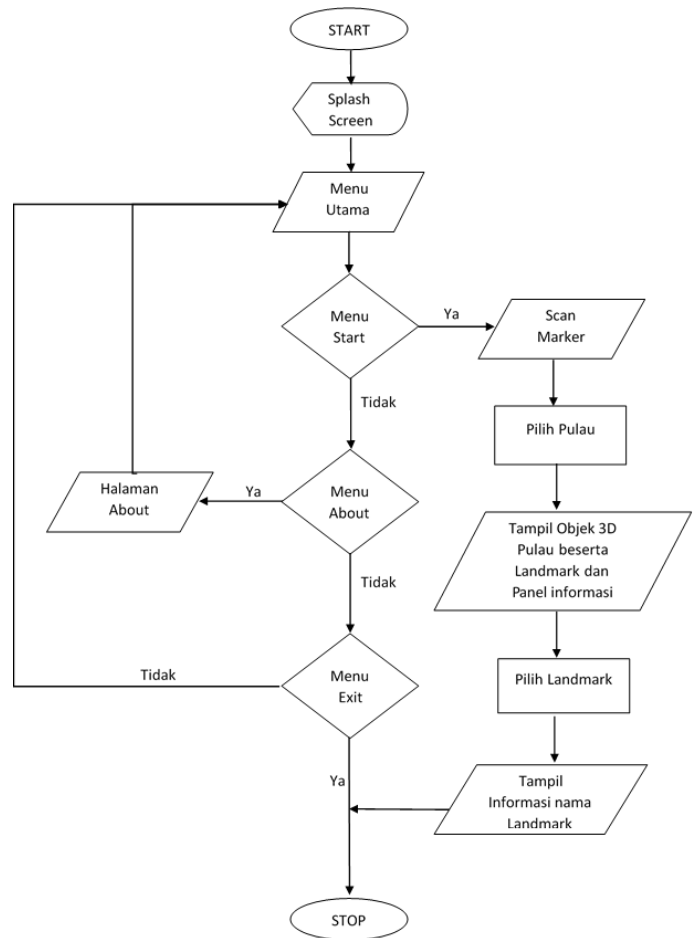 START
Splash
Screen
Menu
Utama
Menu
Start
Ya
Scan
Marker
Tidak
Pilih Pulau
Menu
About
Ya
Halaman
About
Tampil Objek 3D
Pulau beserta
Landmark dan
Panel informasi
Tidak
Menu
Exit
Tidak
Pilih Landmark
Ya
Tampil
Informasi nama
Landmark
STOP